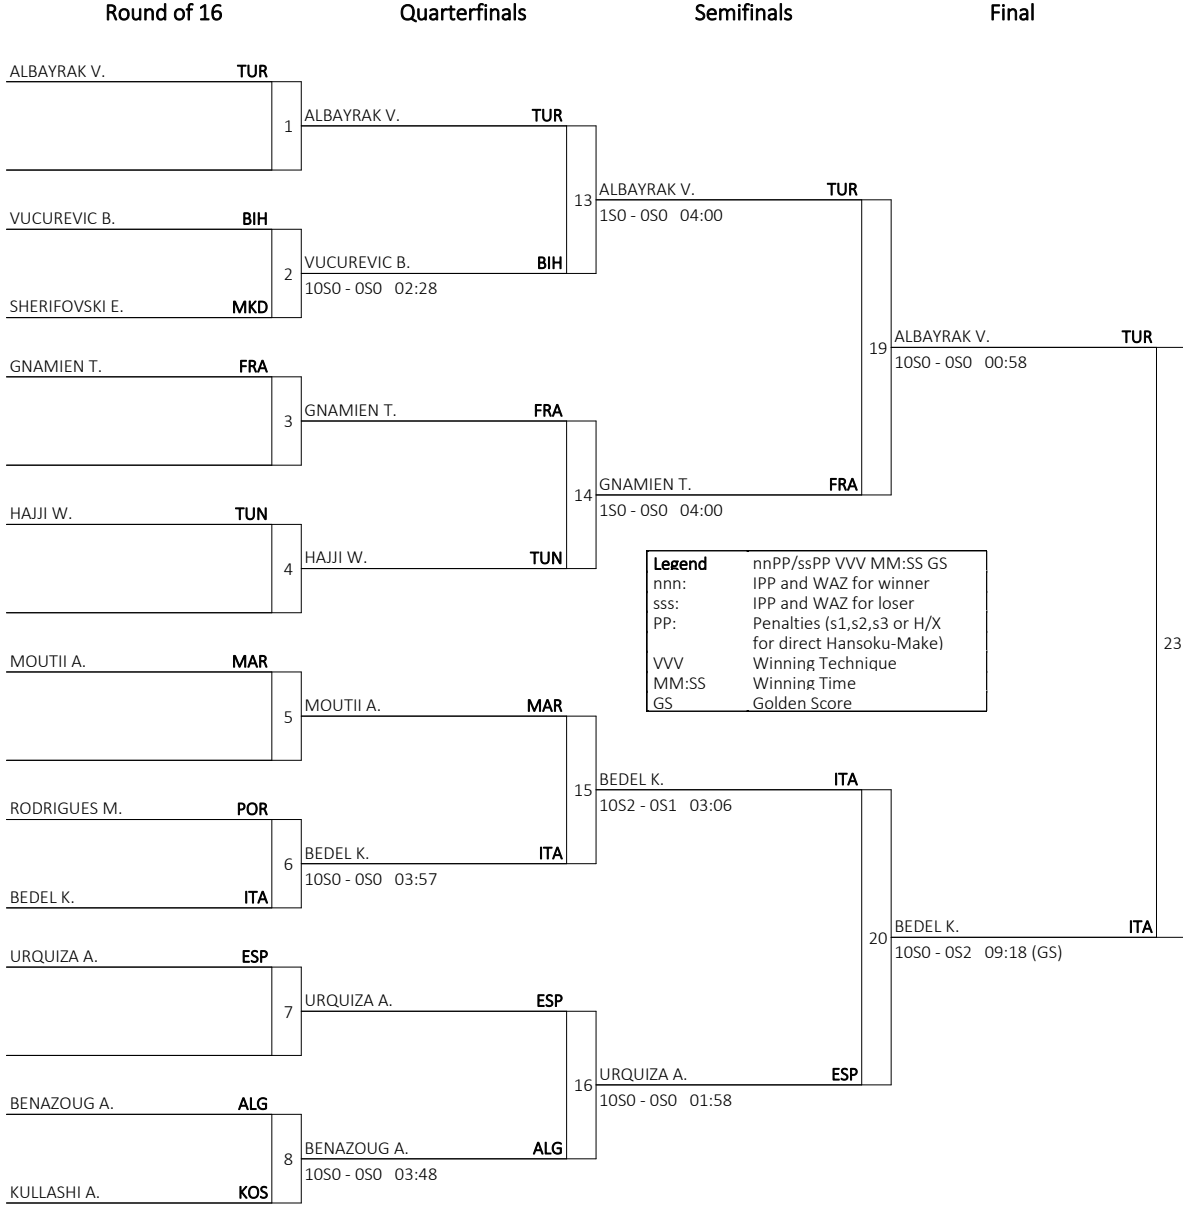 Round of 16 Quarterfinals Semifinals Final
ALBAYRAK V. TUR
1
ALBAYRAK V. TUR
VUCUREVIC B. BIH
2
VUCUREVIC B. BIH
10S0 - 0S0 02:28
SHERIFOVSKI E. MKD
13
ALBAYRAK V. TUR
1S0 - 0S0 04:00
GNAMIEN T. FRA
3
GNAMIEN T. FRA
HAJJI W. TUN
4
HAJJI W. TUN
14
GNAMIEN T. FRA
1S0 - 0S0 04:00
19
ALBAYRAK V. TUR
10S0 - 0S0 00:58
Legend nnPP/ssPP VVV MM:SS GS
nnn: IPP and WAZ for winner
sss: IPP and WAZ for loser
PP: Penalties (s1,s2,s3 or H/X
for direct Hansoku-Make)
VVV Winning Technique
MM:SS Winning Time
GS Golden Score
23
MOUTII A. MAR
5
MOUTII A. MAR
RODRIGUES M. POR
6
BEDEL K. ITA
10S0 - 0S0 03:57
BEDEL K. ITA
15
BEDEL K. ITA
10S2 - 0S1 03:06
URQUIZA A. ESP
7
URQUIZA A. ESP
BENAZOUG A. ALG
8
BENAZOUG A. ALG
10S0 - 0S0 03:48
KULLASHI A. KOS
16
URQUIZA A. ESP
10S0 - 0S0 01:58
20
BEDEL K. ITA
10S0 - 0S2 09:18 (GS)